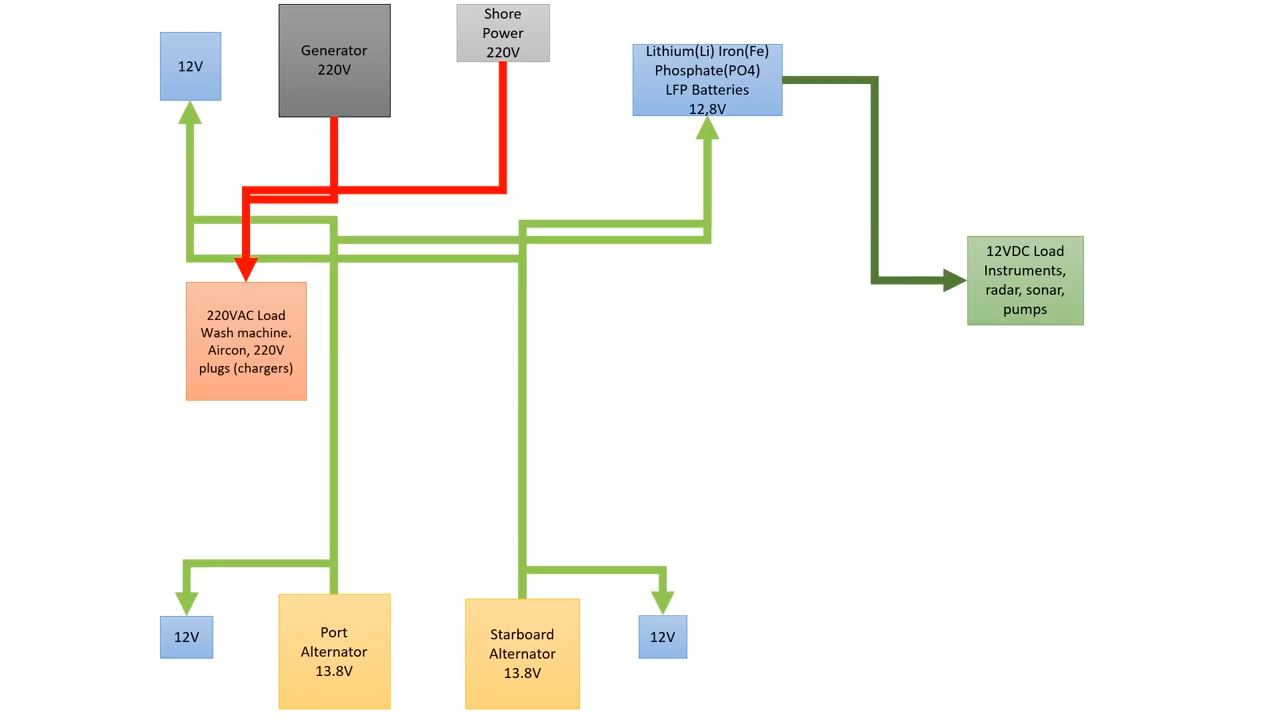 12V
Generator
220V
Shore
Power
220V
Lithium(Li) Iron(Fe)
Phosphate(PO4)
LFP Batteries
12,8V
12VDC Load
Instruments,
radar, sonar,
pumps
220VAC Load
Wash machine.
Aircon, 220V
plugs (chargers)
12V
Port
Alternator
13.8V
Starboard
Alternator
13.8V
12V